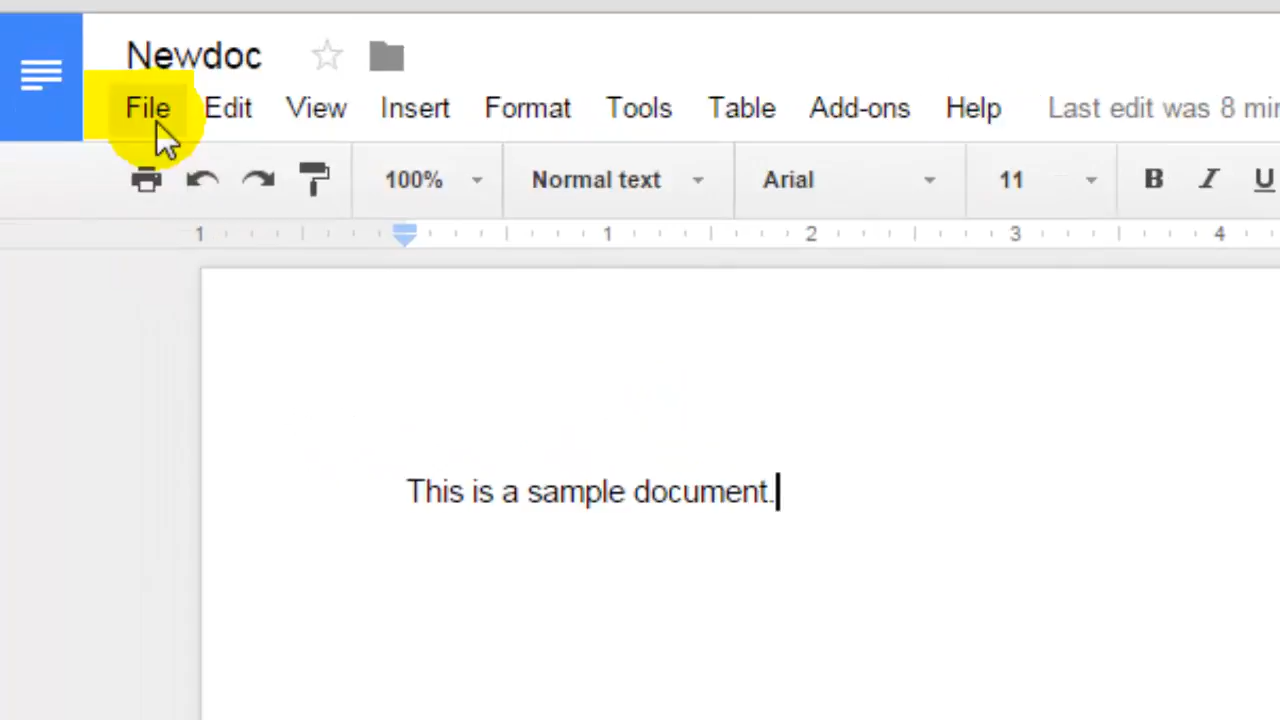 Newdoc
File Edit View Insert Format Tools Table Add-ons Help Last edit was 8
100% Normal text Arial 11 B I U
1 1 2 3 4
This is a sample document.